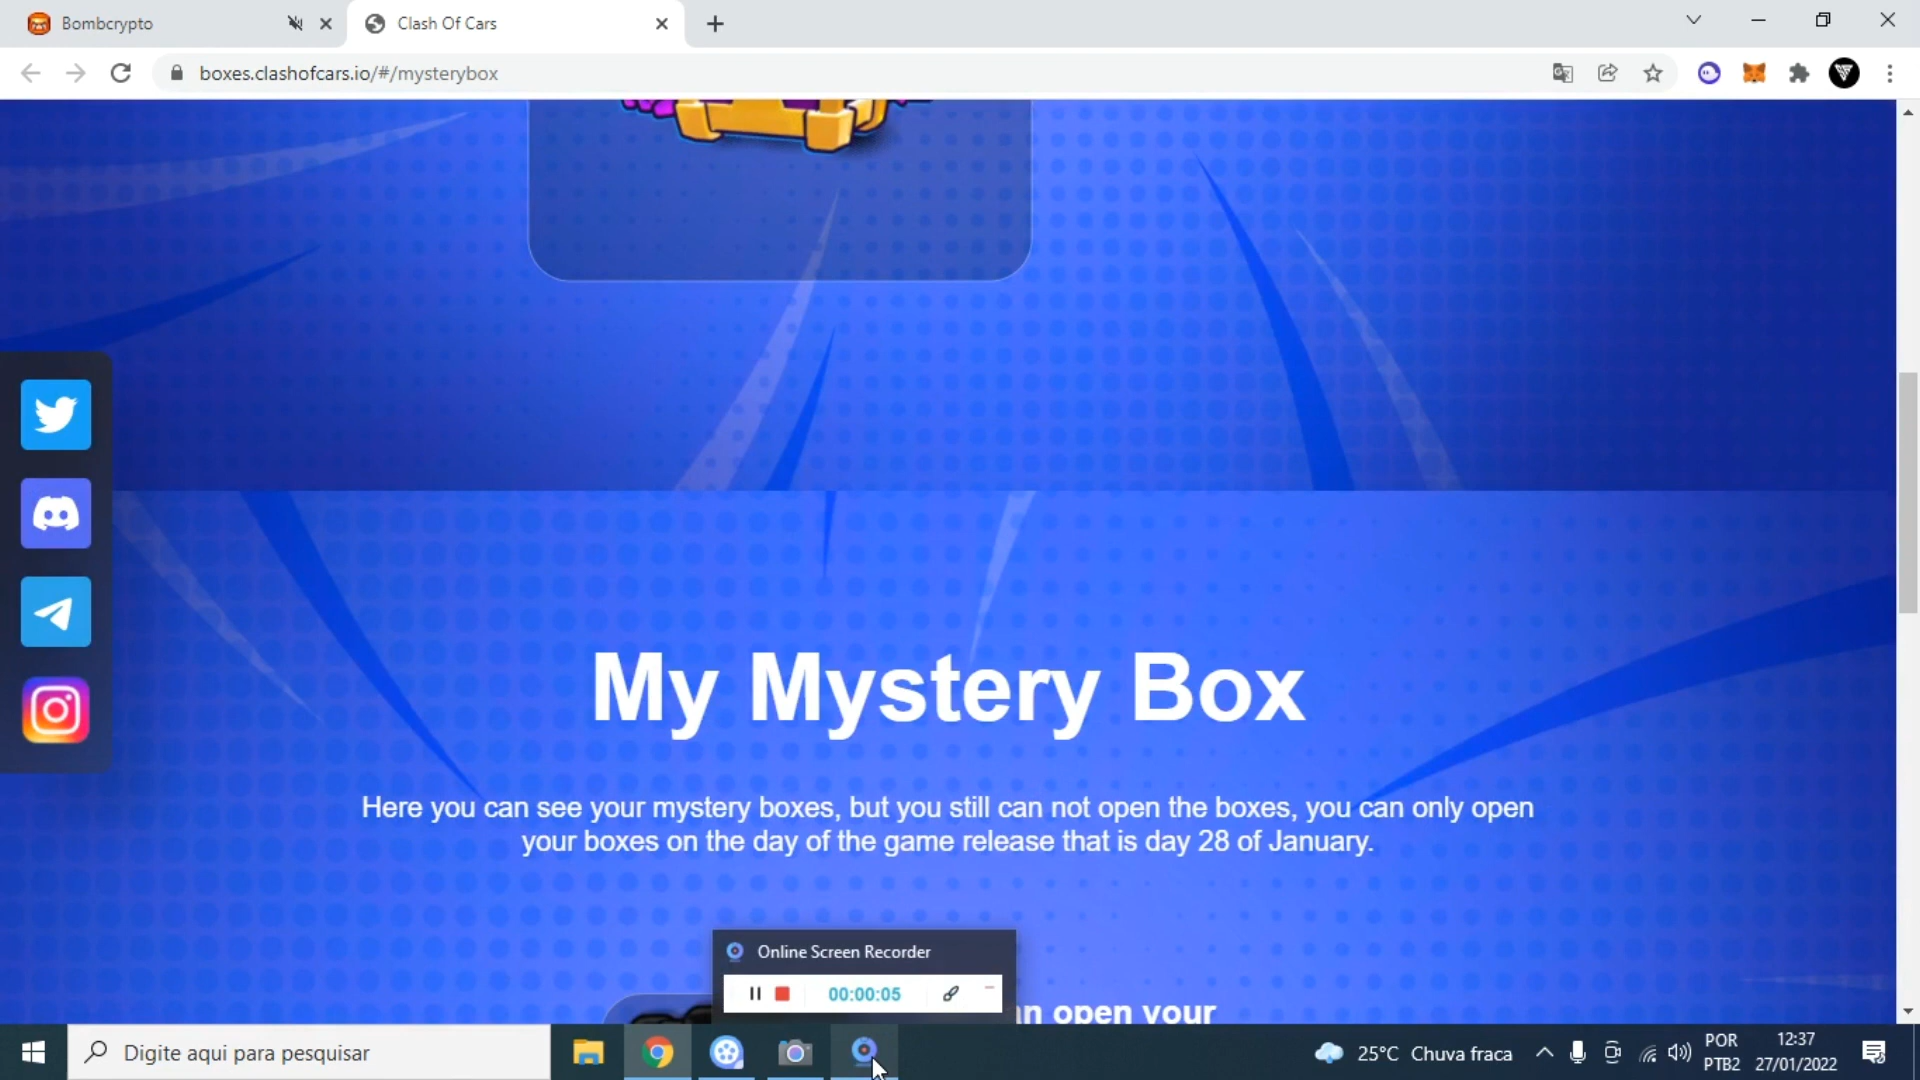 Bombcrypto
Clash Of Cars
boxes.clashofcars.io/#/mysterybox
My Mystery Box
Here you can see your mystery boxes, but you still can not open the boxes, you can only open
your boxes on the day of the game release that is day 28 of January.
Online Screen Recorder
00:00:05
n open your
Digite aqui para pesquisar
25°C Chuva fraca
POR
PTB2
12:37
27/01/2022